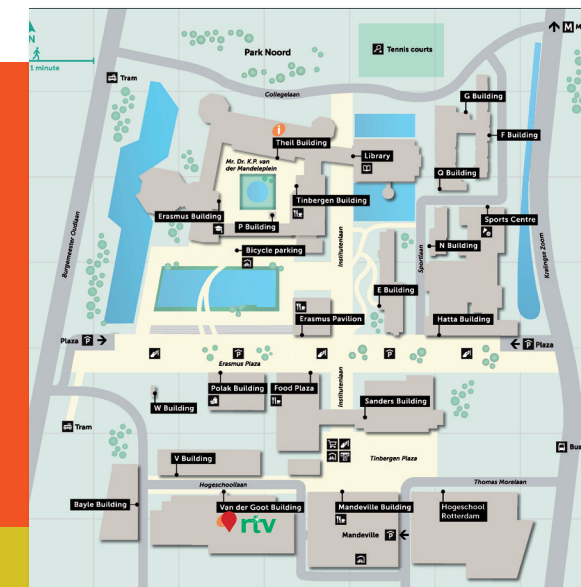 N
M
1 minute
Park Noord
Tennis courts
Tram
Collegelaan
G Building
F Building
Theil Building
Library
Mr. Dr. K.P. van
der Mandeleplein
Q Building
Tinbergen Building
Erasmus Building
P Building
Sports Centre
Burgemeester Oudlaan
Institutenlaan
Sportlaan
Kralingse Zoom
N Building
Bicycle parking
E Building
Erasmus Pavilion
Hatta Building
Plaza P
P Plaza
Erasmus Plaza
Polak Building
Food Plaza
W Building
Institutenlaan
Sanders Building
Tram
Bus
V Building
Tinbergen Plaza
Hogeschoollaan
Thomas Morelaan
Bayle Building
Van der Goot Building
Mandeville Building
Hogeschool
Rotterdam
rtv
Mandeville P